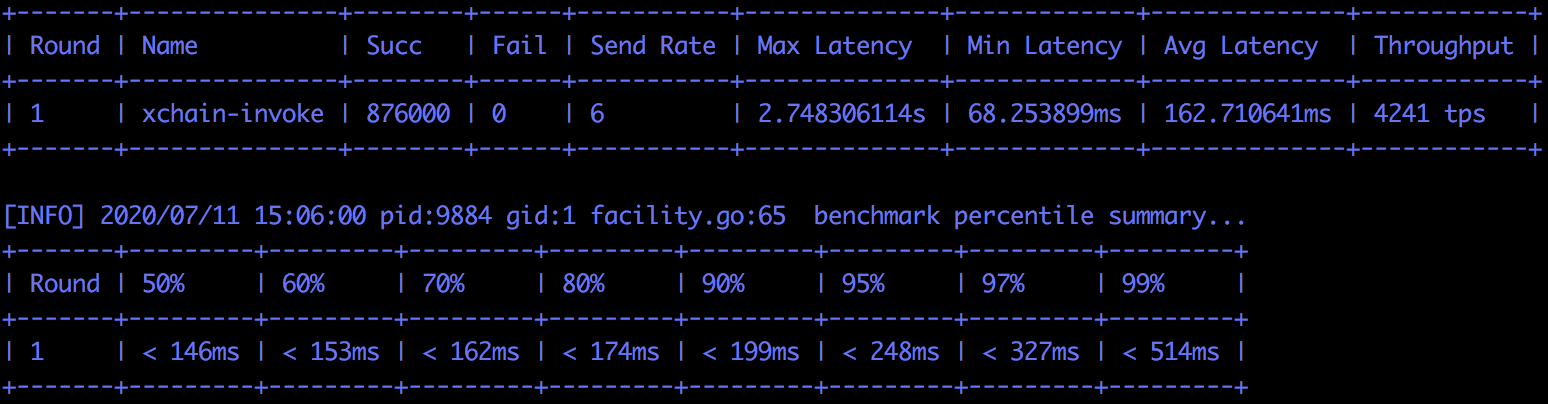 +-------+---------------+--------+------+-----------+--------------+-------------+--------------+------------+
| Round | Name          | Succ   | Fail | Send Rate | Max Latency  | Min Latency | Avg Latency  | Throughput |
+-------+---------------+--------+------+-----------+--------------+-------------+--------------+------------+
| 1     | xchain-invoke | 876000 | 0    | 6         | 2.748306114s | 68.253899ms | 162.710641ms | 4241 tps   |
+-------+---------------+--------+------+-----------+--------------+-------------+--------------+------------+
[INFO] 2020/07/11 15:06:00 pid:9884 gid:1 facility.go:65  benchmark percentile summary...
+-------+---------+---------+---------+---------+---------+---------+---------+---------+
| Round | 50%     | 60%     | 70%     | 80%     | 90%     | 95%     | 97%     | 99%     |
+-------+---------+---------+---------+---------+---------+---------+---------+---------+
| 1     | < 146ms | < 153ms | < 162ms | < 174ms | < 199ms | < 248ms | < 327ms | < 514ms |
+-------+---------+---------+---------+---------+---------+---------+---------+---------+